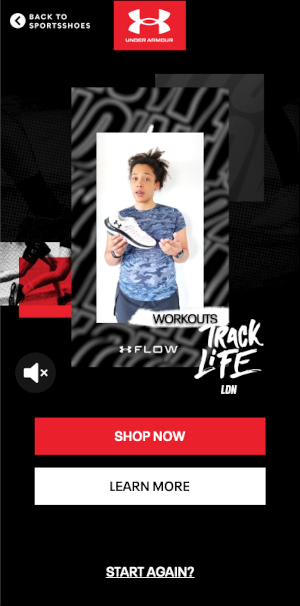 BACK TO
SPORTSSHOES
UNDER ARMOUR
WORKOUTS
FLOW
TRACK
LiFE
LDN
SHOP NOW
LEARN MORE
START AGAIN?